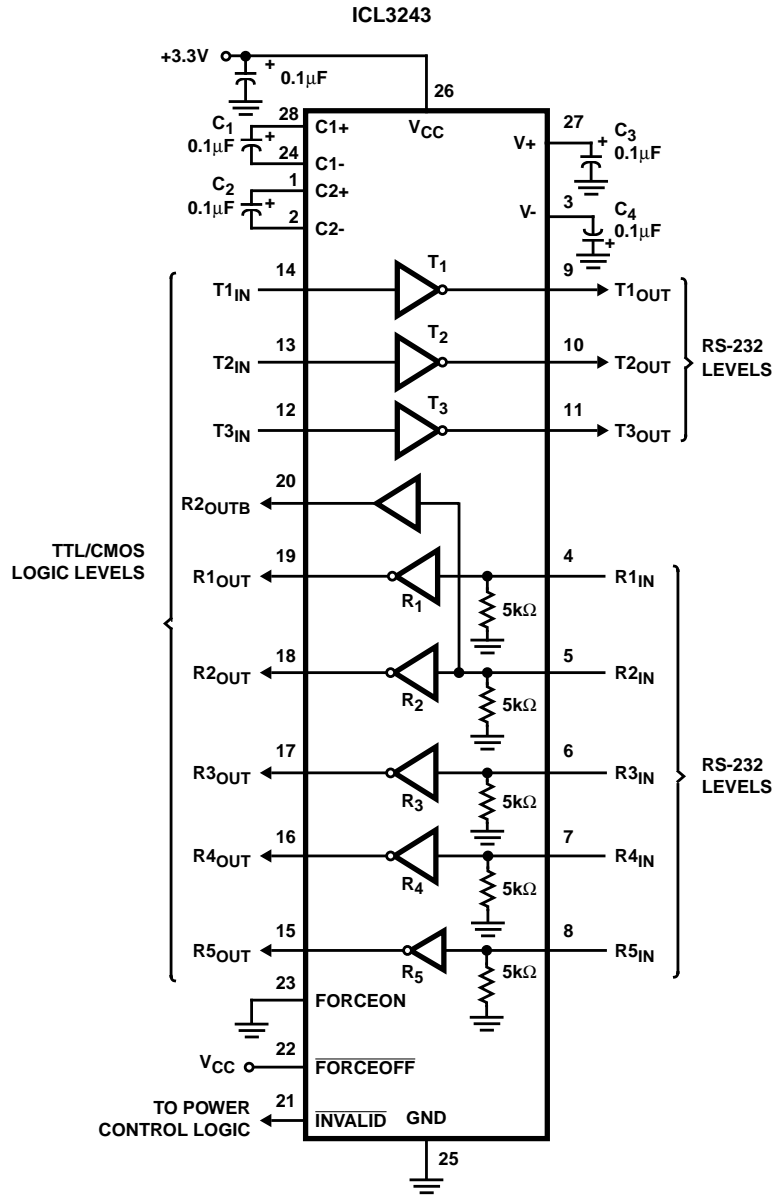 ICL3243
+3.3V
+
0.1μF
26
VCC
28
C1+
C1
0.1μF
+
24
C1-
1
C2+
C2
0.1μF
+
2
C2-
27
V+
+
C3
0.1μF
3
V-
C4
0.1μF
+
T1IN
14
T1
9
T1OUT
T2IN
13
T2
10
T2OUT
T3IN
12
T3
11
T3OUT
RS-232
LEVELS
R2OUTB
20
TTL/CMOS
LOGIC LEVELS
R1OUT
19
R1
5kΩ
4
R1IN
R2OUT
18
R2
5kΩ
5
R2IN
R3OUT
17
R3
5kΩ
6
R3IN
R4OUT
16
R4
5kΩ
7
R4IN
R5OUT
15
R5
5kΩ
8
R5IN
RS-232
LEVELS
23
FORCEON
VCC
22
FORCEOFF
TO POWER
CONTROL LOGIC
21
INVALID
GND
25